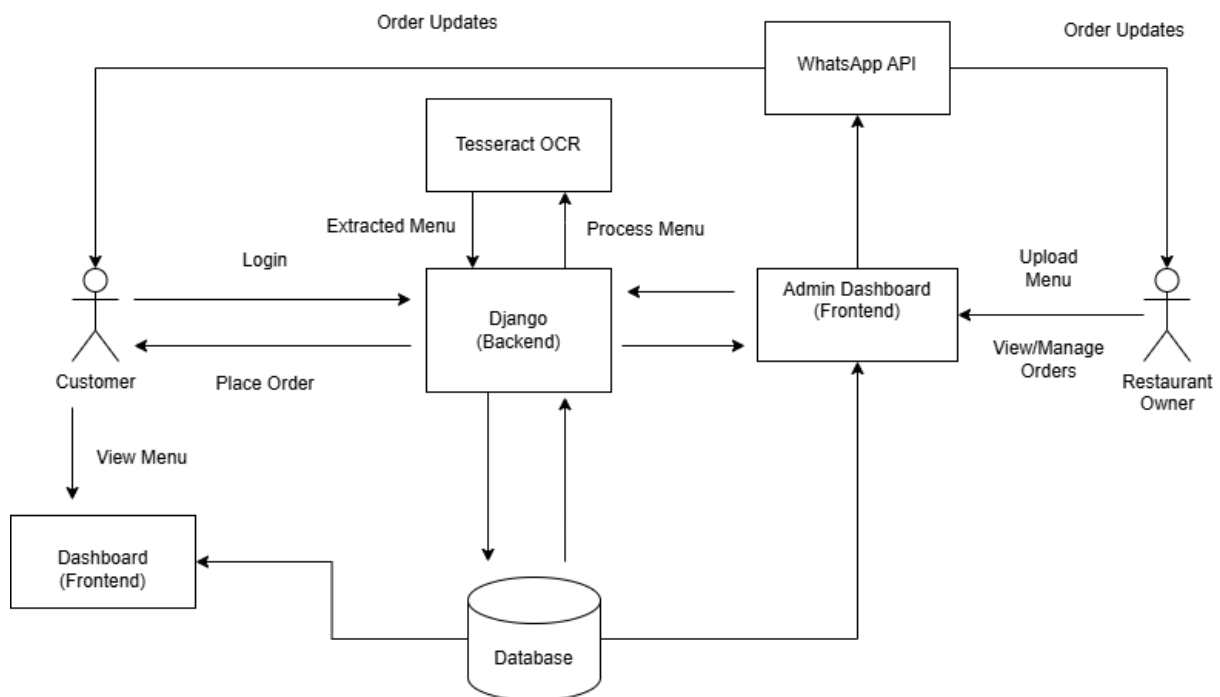 Order Updates
Order Updates
WhatsApp API
Tesseract OCR
Extracted Menu
Process Menu
Login
Upload
Menu
Admin Dashboard
(Frontend)
Django
(Backend)
View/Manage
Orders
Customer
Place Order
Restaurant
Owner
View Menu
Dashboard
(Frontend)
Database